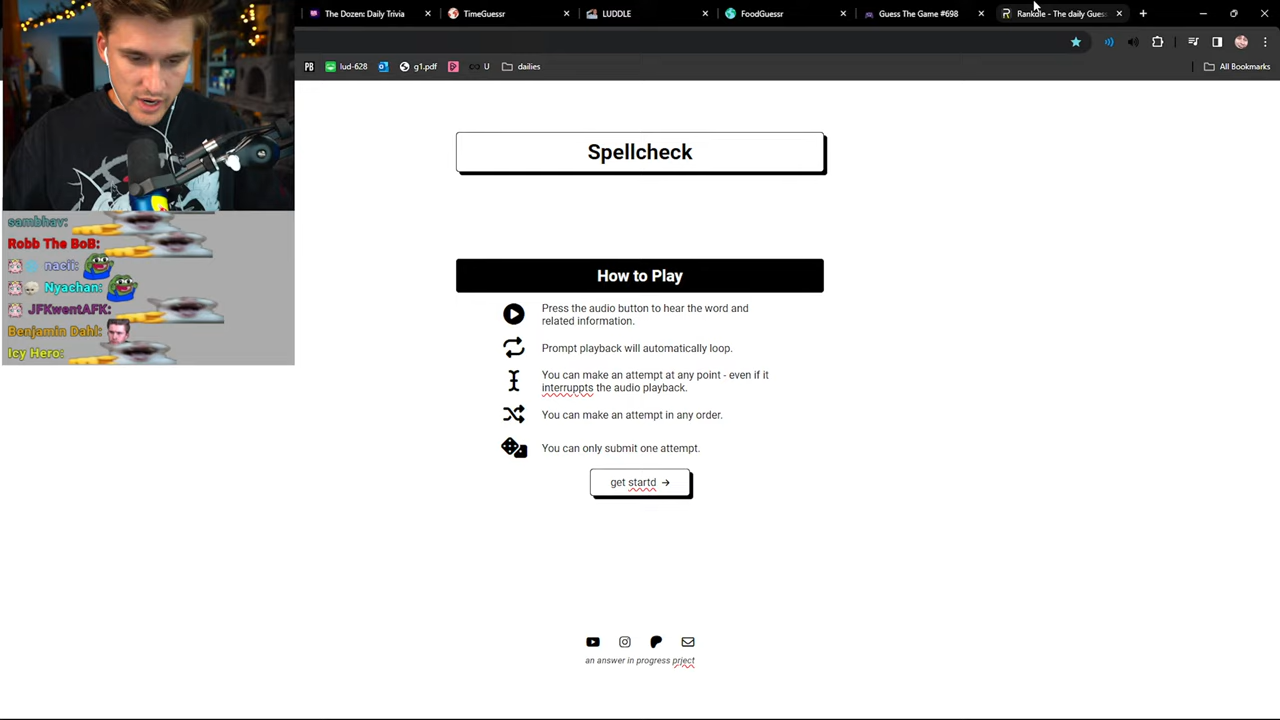 The Dozen: Daily Trivia
TimeGuessr
LUDDLE
FoodGuessr
Guess The Game #695
Rankdle - The daily Gues
PB
lud-628
g1.pdf
U
dailies
All Bookmarks
Spellcheck
How to Play
Press the audio button to hear the word and
related information.
Prompt playback will automatically loop.
You can make an attempt at any point - even if it
interruppts the audio playback.
You can make an attempt in any order.
You can only submit one attempt.
get startd →
an answer in progress prject
sambhav:
Robb The BoB:
nacii:
Nyachan:
JFKwentAFK:
Benjamin Dahl:
Icy Hero: